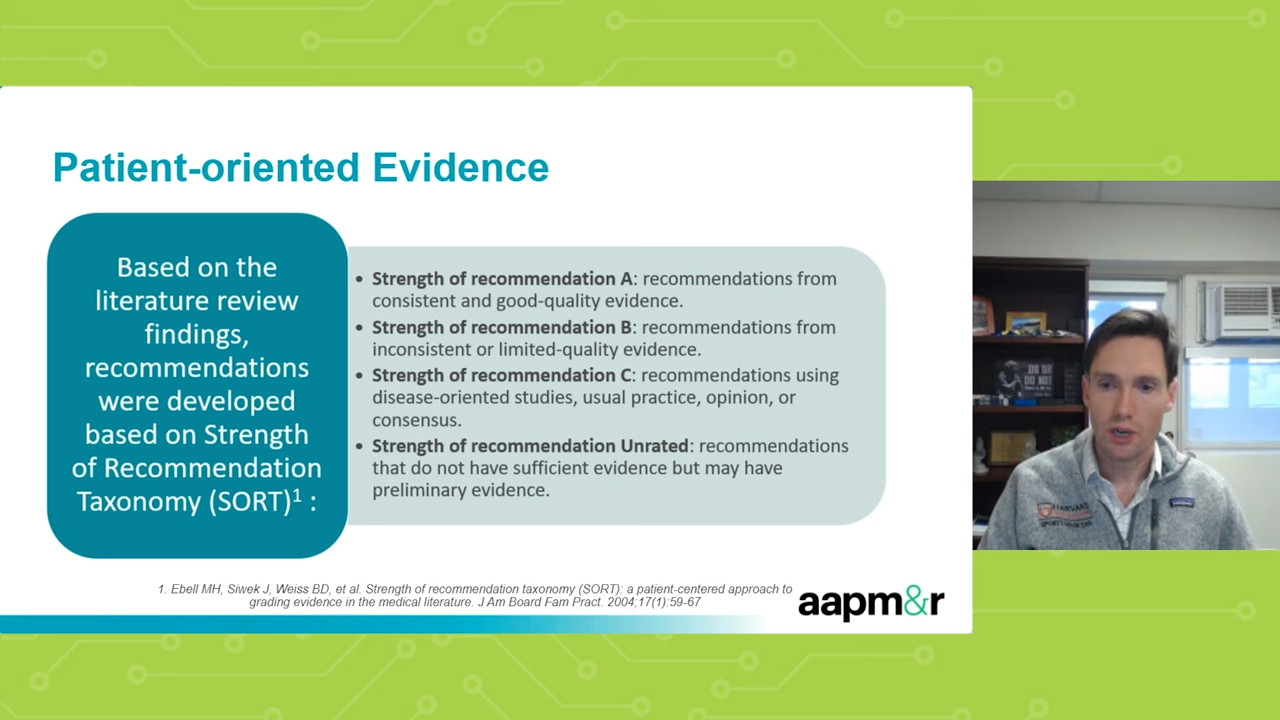 Patient-oriented Evidence
Based on the
literature review
findings,
recommendations
were developed
based on Strength
of Recommendation
Taxonomy (SORT)¹ :
• Strength of recommendation A: recommendations from
consistent and good-quality evidence.
• Strength of recommendation B: recommendations from
inconsistent or limited-quality evidence.
• Strength of recommendation C: recommendations using
disease-oriented studies, usual practice, opinion, or
consensus.
• Strength of recommendation Unrated: recommendations
that do not have sufficient evidence but may have
preliminary evidence.
1. Ebell MH, Siwek J, Weiss BD, et al. Strength of recommendation taxonomy (SORT): a patient-centered approach to
grading evidence in the medical literature. J Am Board Fam Pract. 2004;17(1):59-67
aapm&r
DO OR
DO NOT
HARVARD